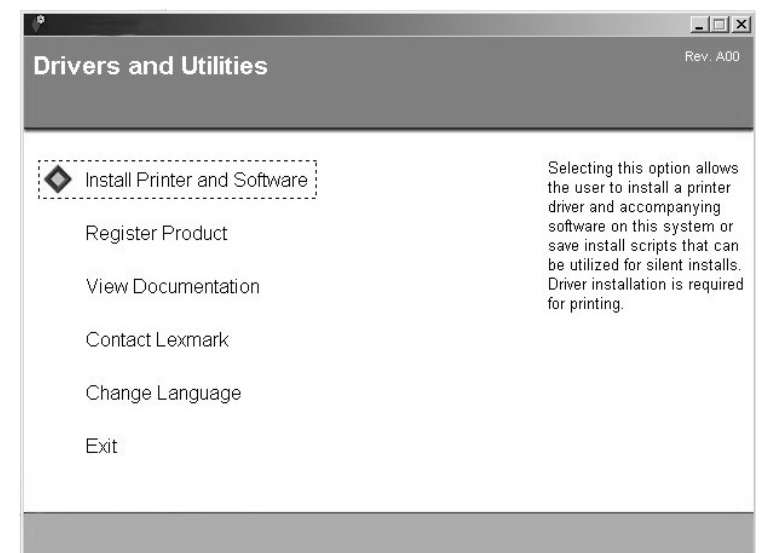 Drivers and Utilities
Rev. A00
Install Printer and Software
Register Product
View Documentation
Contact Lexmark
Change Language
Exit
Selecting this option allows
the user to install a printer
driver and accompanying
software on this system or
save install scripts that can
be utilized for silent installs.
Driver installation is required
for printing.